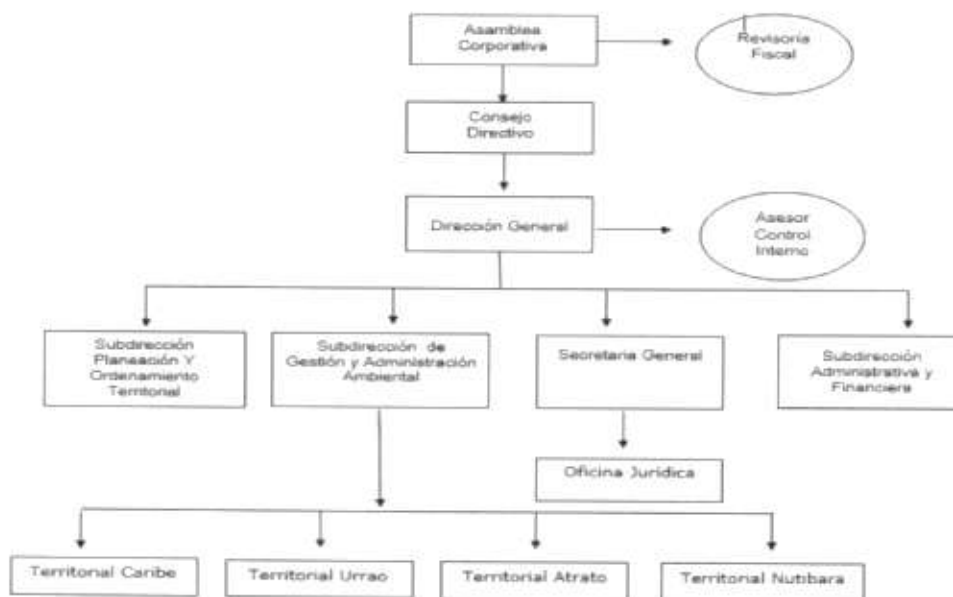 Asamblea
Corporativa
Revisoría
Fiscal
Consejo
Directivo
Dirección General
Asesor
Control
Interno
Subdirección
Planeación Y
Ordenamiento
Territorial
Subdirección de
Gestión y Administración
Ambiental
Secretaria General
Subdirección
Administrativa y
Financiera
Oficina Jurídica
Territorial Caribe
Territorial Urrao
Territorial Atrato
Territorial Nutibara